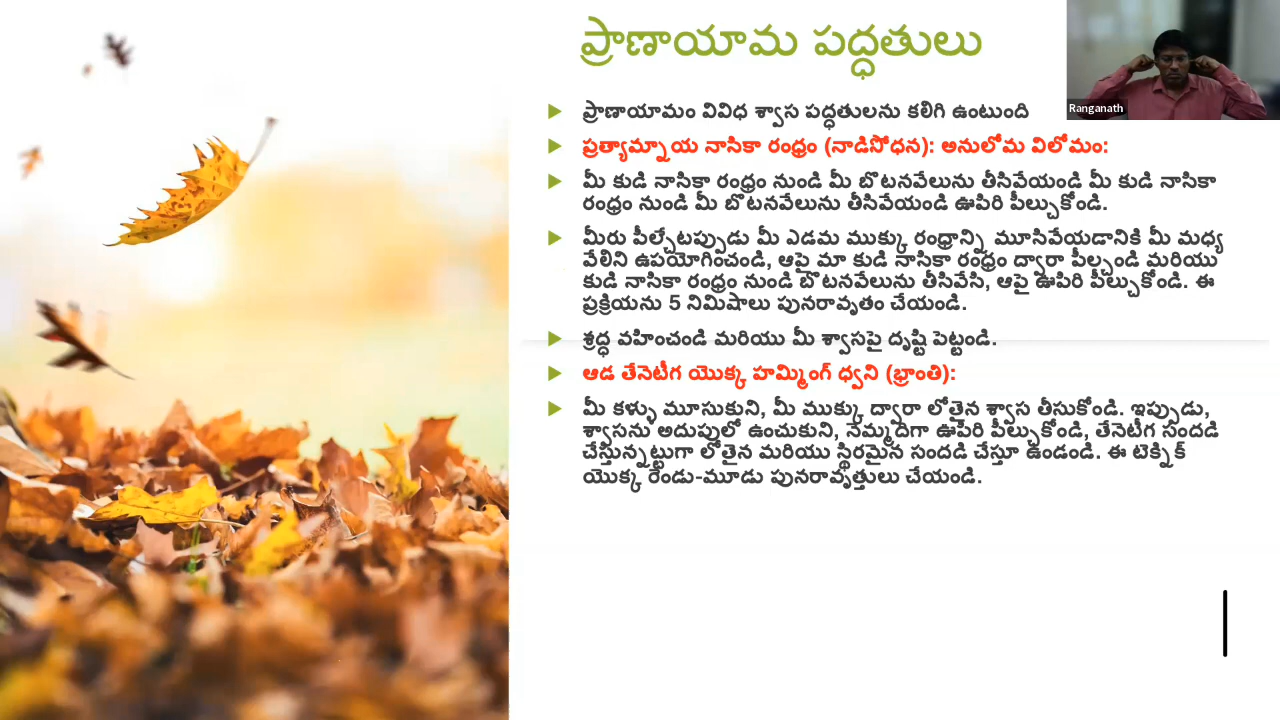 ప్రాణాయామ పద్ధతులు
Ranganath
ప్రాణాయామం వివిధ శ్వాస పద్ధతులను కలిగి ఉంటుంది
ప్రత్యామ్నాయ నాసికా రంధ్రం (నాడిసోధన): అనులోమ విలోమం:
మీ కుడి నాసికా రంధ్రం నుండి మీ బొటనవేలును తీసివేయండి మీ కుడి నాసికా
రంధ్రం నుండి మీ బొటనవేలును తీసివేయండి ఊపిరి పీల్చుకోండి.
మీరు పీల్చేటప్పుడు మీ ఎడమ ముక్కు రంధ్రాన్ని మూసివేయడానికి మీ మధ్య
వేలిని ఉపయోగించండి, ఆపై మా కుడి నాసికా రంధ్రం ద్వారా పీల్చండి మరియు
కుడి నాసికా రంధ్రం నుండి బొటనవేలును తీసివేసి, ఆపై ఊపిరి పీల్చుకోండి. ఈ
ప్రక్రియను 5 నిమిషాలు పునరావృతం చేయండి.
శ్రద్ధ వహించండి మరియు మీ శ్వాసపై దృష్టి పెట్టండి.
ఆడ తేనెటీగ యొక్క హమ్మింగ్ ధ్వని (భ్రాంతి):
మీ కళ్ళు మూసుకుని, మీ ముక్కు ద్వారా లోతైన శ్వాస తీసుకోండి. ఇప్పుడు,
శ్వాసను అదుపులో ఉంచుకుని, నెమ్మదిగా ఊపిరి పీల్చుకోండి, తేనెటీగ సందడి
చేస్తున్నట్టుగా లోతైన మరియు స్థిరమైన సందడి చేస్తూ ఉండండి. ఈ టెక్నిక్
యొక్క రెండు-మూడు పునరావృత్తులు చేయండి.